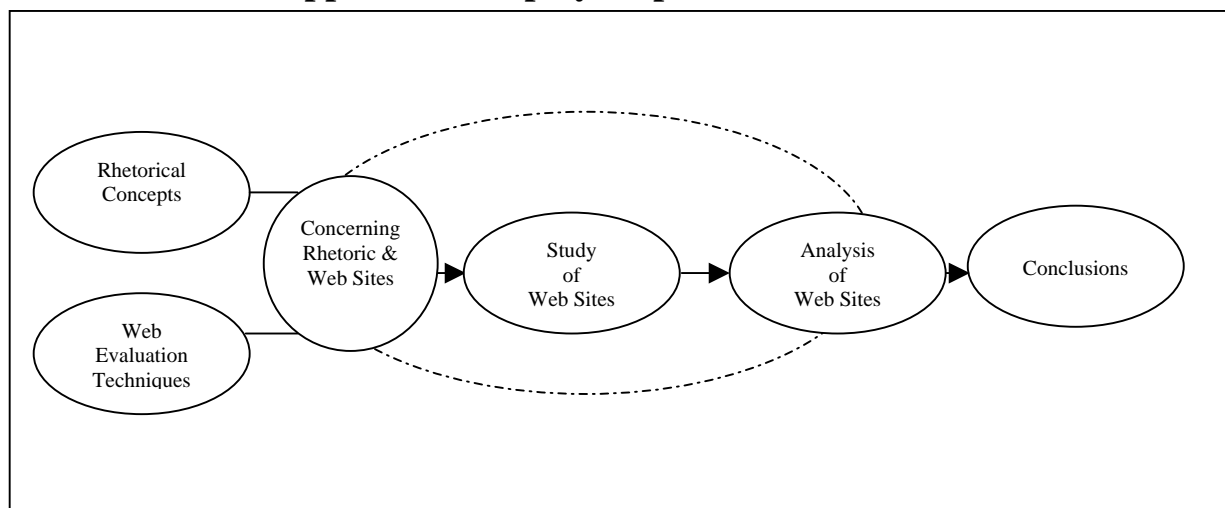 Rhetorical
Concepts
Web
Evaluation
Techniques
Concerning
Rhetoric &
Web Sites
Study
of
Web Sites
Analysis
of
Web Sites
Conclusions